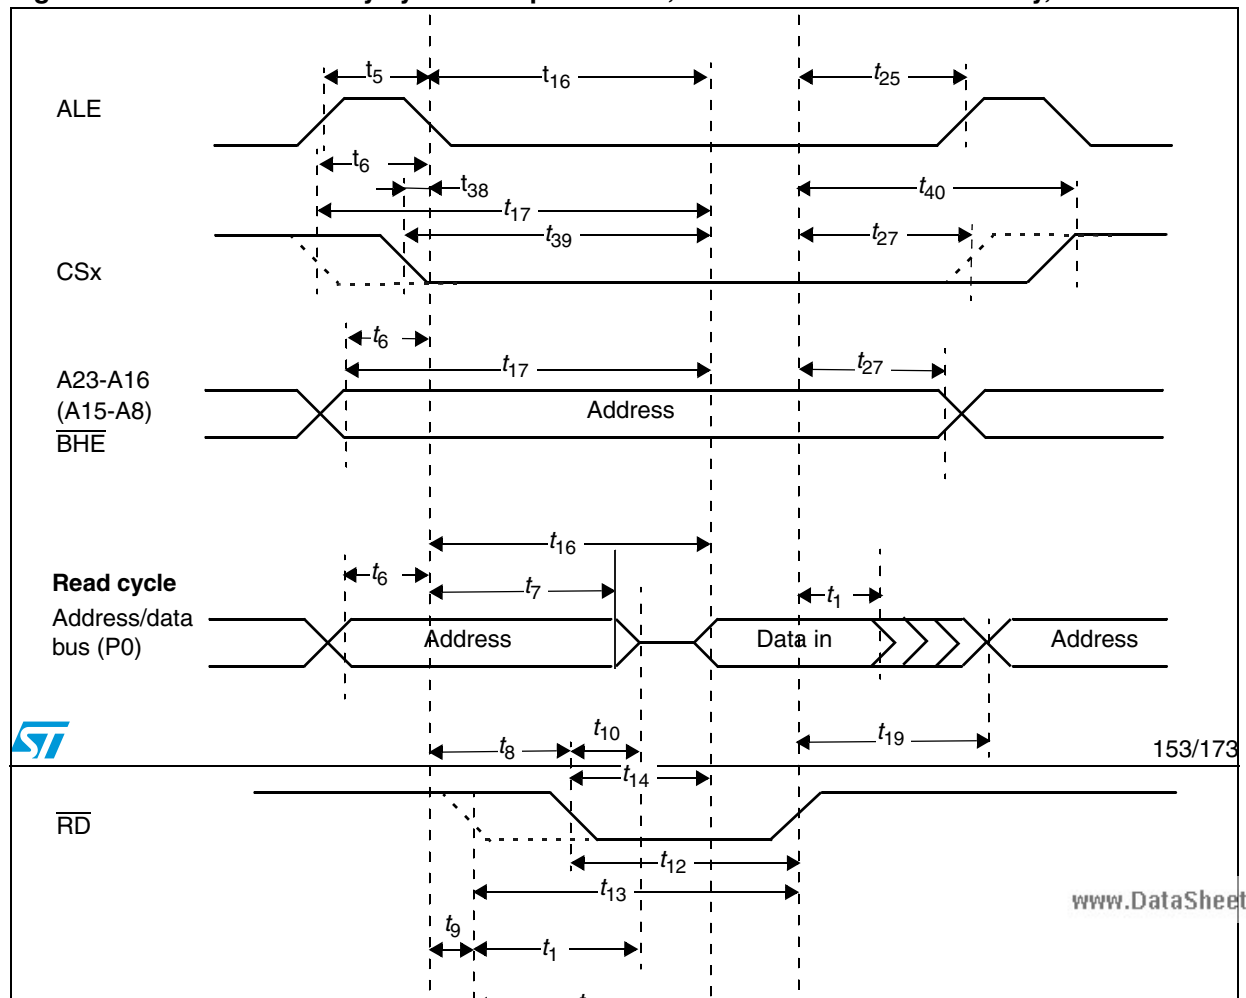 t5
t16
t25
ALE
t6
t38
t40
t17
t39
t27
CSx
t6
t17
t27
A23-A16
(A15-A8)
BHE
Address
t16
Read cycle
t6
t7
t1
Address/data
bus (P0)
Address
Data in
Address
ST
t8
t10
t19
153/173
t14
RD
t12
t13
www.DataSheet
t9
t1